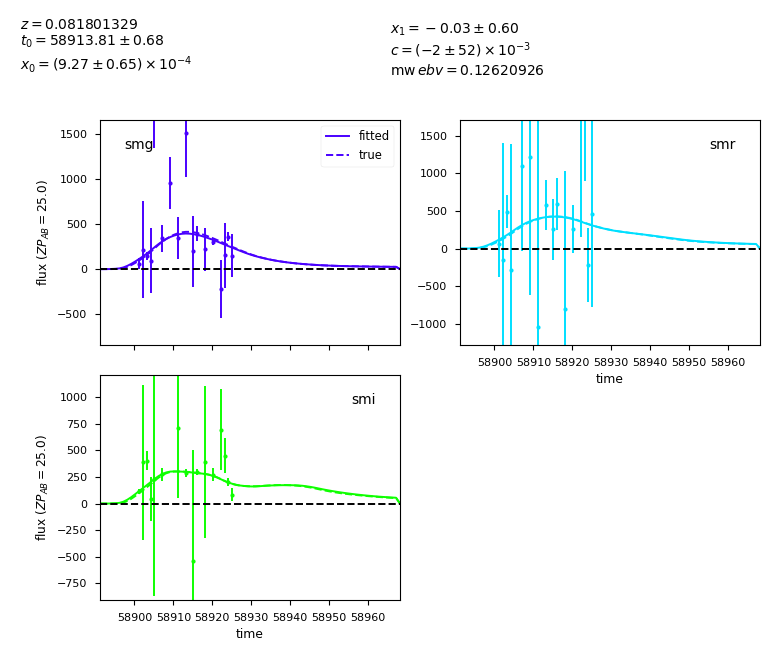 z = 0.081801329
t₀ = 58913.81 ± 0.68
x₀ = (9.27 ± 0.65) × 10⁻⁴
x₁ = −0.03 ± 0.60
c = (−2 ± 52) × 10⁻³
mw ebv = 0.12620926
smg
fitted
true
1500
1000
500
0
−500
flux (ZP_AB = 25.0)
smr
1500
1000
500
0
−500
−1000
58900 58910 58920 58930 58940 58950 58960
time
smi
1000
750
500
250
0
−250
−500
−750
flux (ZP_AB = 25.0)
58900 58910 58920 58930 58940 58950 58960
time